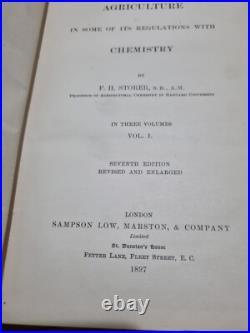 AGRICULTURE
IN SOME OF ITS REGULATIONS WITH
CHEMISTRY
BY
F. H. STORER, S.B., A.M.
PROFESSOR OF AGRICULTURAL CHEMISTRY IN HARVARD UNIVERSITY
IN THREE VOLUMES
VOL. I.
SEVENTH EDITION
REVISED AND ENLARGED
LONDON
SAMPSON LOW, MARSTON, & COMPANY
Limited
St. Dunstan's House
FETTER LANE, FLEET STREET, E. C.
1897